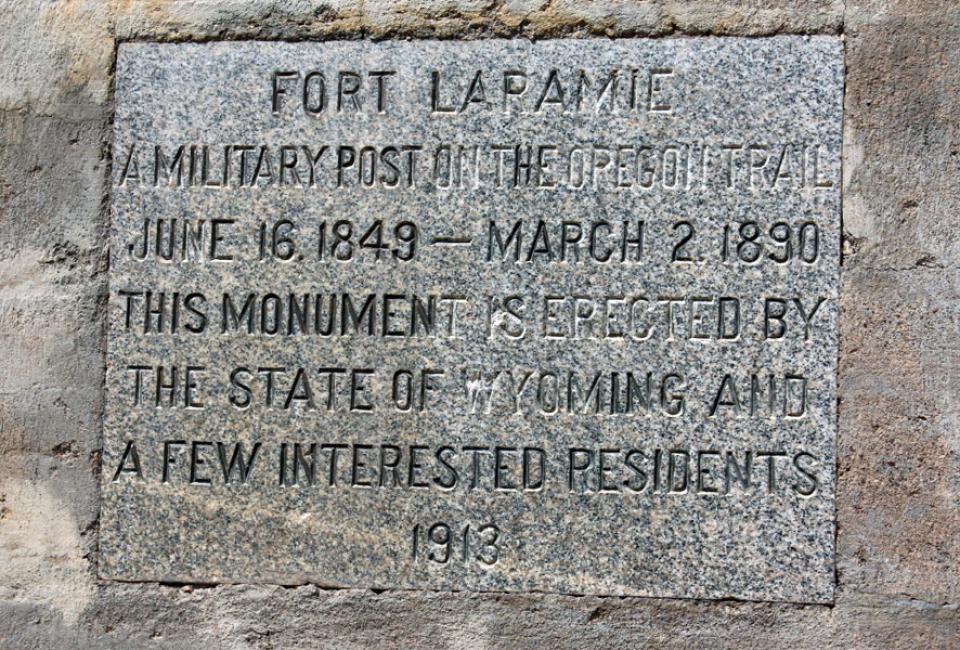 FORT LARAMIE
A MILITARY POST ON THE OREGON TRAIL
JUNE 16. 1849 — MARCH 2. 1890
THIS MONUMENT IS ERECTED BY
THE STATE OF WYOMING AND
A FEW INTERESTED RESIDENTS
1913